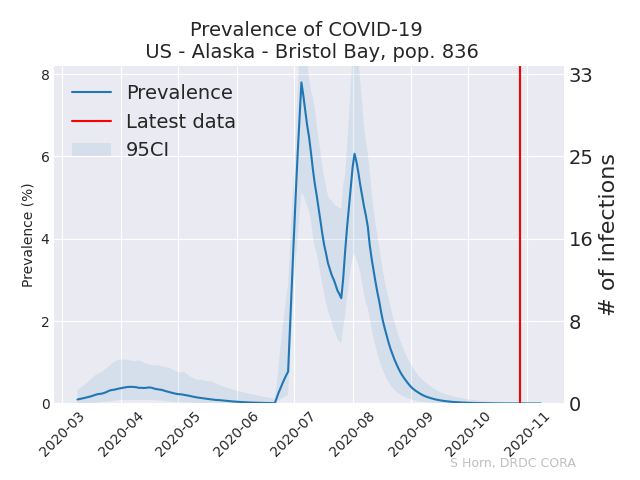 Prevalence of COVID-19
US - Alaska - Bristol Bay, pop. 836
Prevalence
Latest data
95CI
Prevalence (%)
8
6
4
2
0
33
25
16
8
0
# of infections
2020-03
2020-04
2020-05
2020-06
2020-07
2020-08
2020-09
2020-10
2020-11
S Horn, DRDC CORA